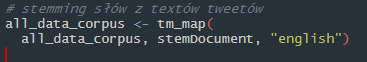 # stemming słów z textów tweetów
all_data_corpus <- tm_map(
all_data_corpus, stemDocument, "english")